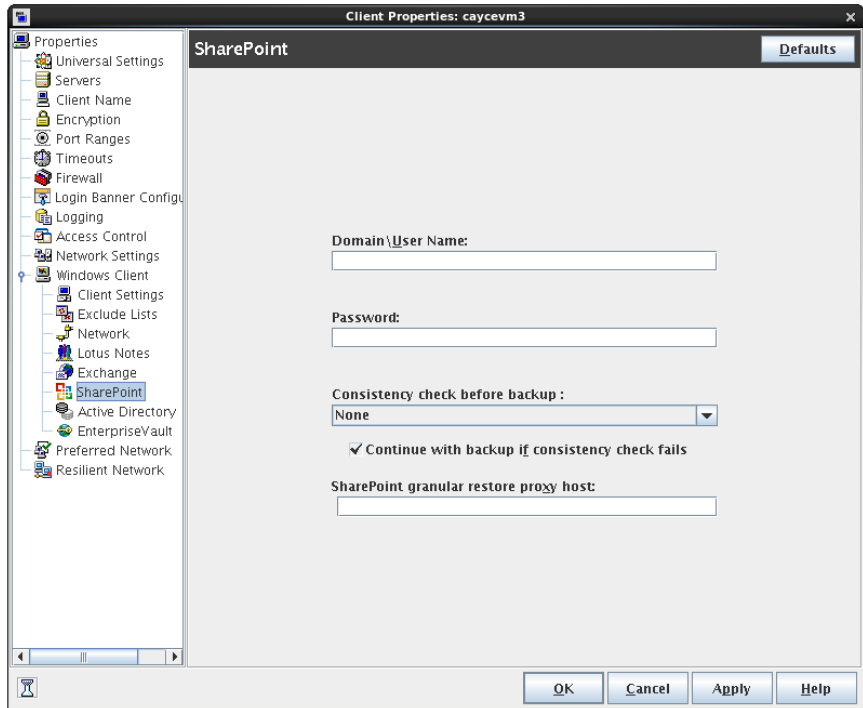 Client Properties: caycevm3
Properties
Universal Settings
Servers
Client Name
Encryption
Port Ranges
Timeouts
Firewall
Login Banner Configu
Logging
Access Control
Network Settings
Windows Client
Client Settings
Exclude Lists
Network
Lotus Notes
Exchange
SharePoint
Active Directory
EnterpriseVault
Preferred Network
Resilient Network
SharePoint
Defaults
Domain\User Name:
Password:
Consistency check before backup :
None
Continue with backup if consistency check fails
SharePoint granular restore proxy host:
OK
Cancel
Apply
Help